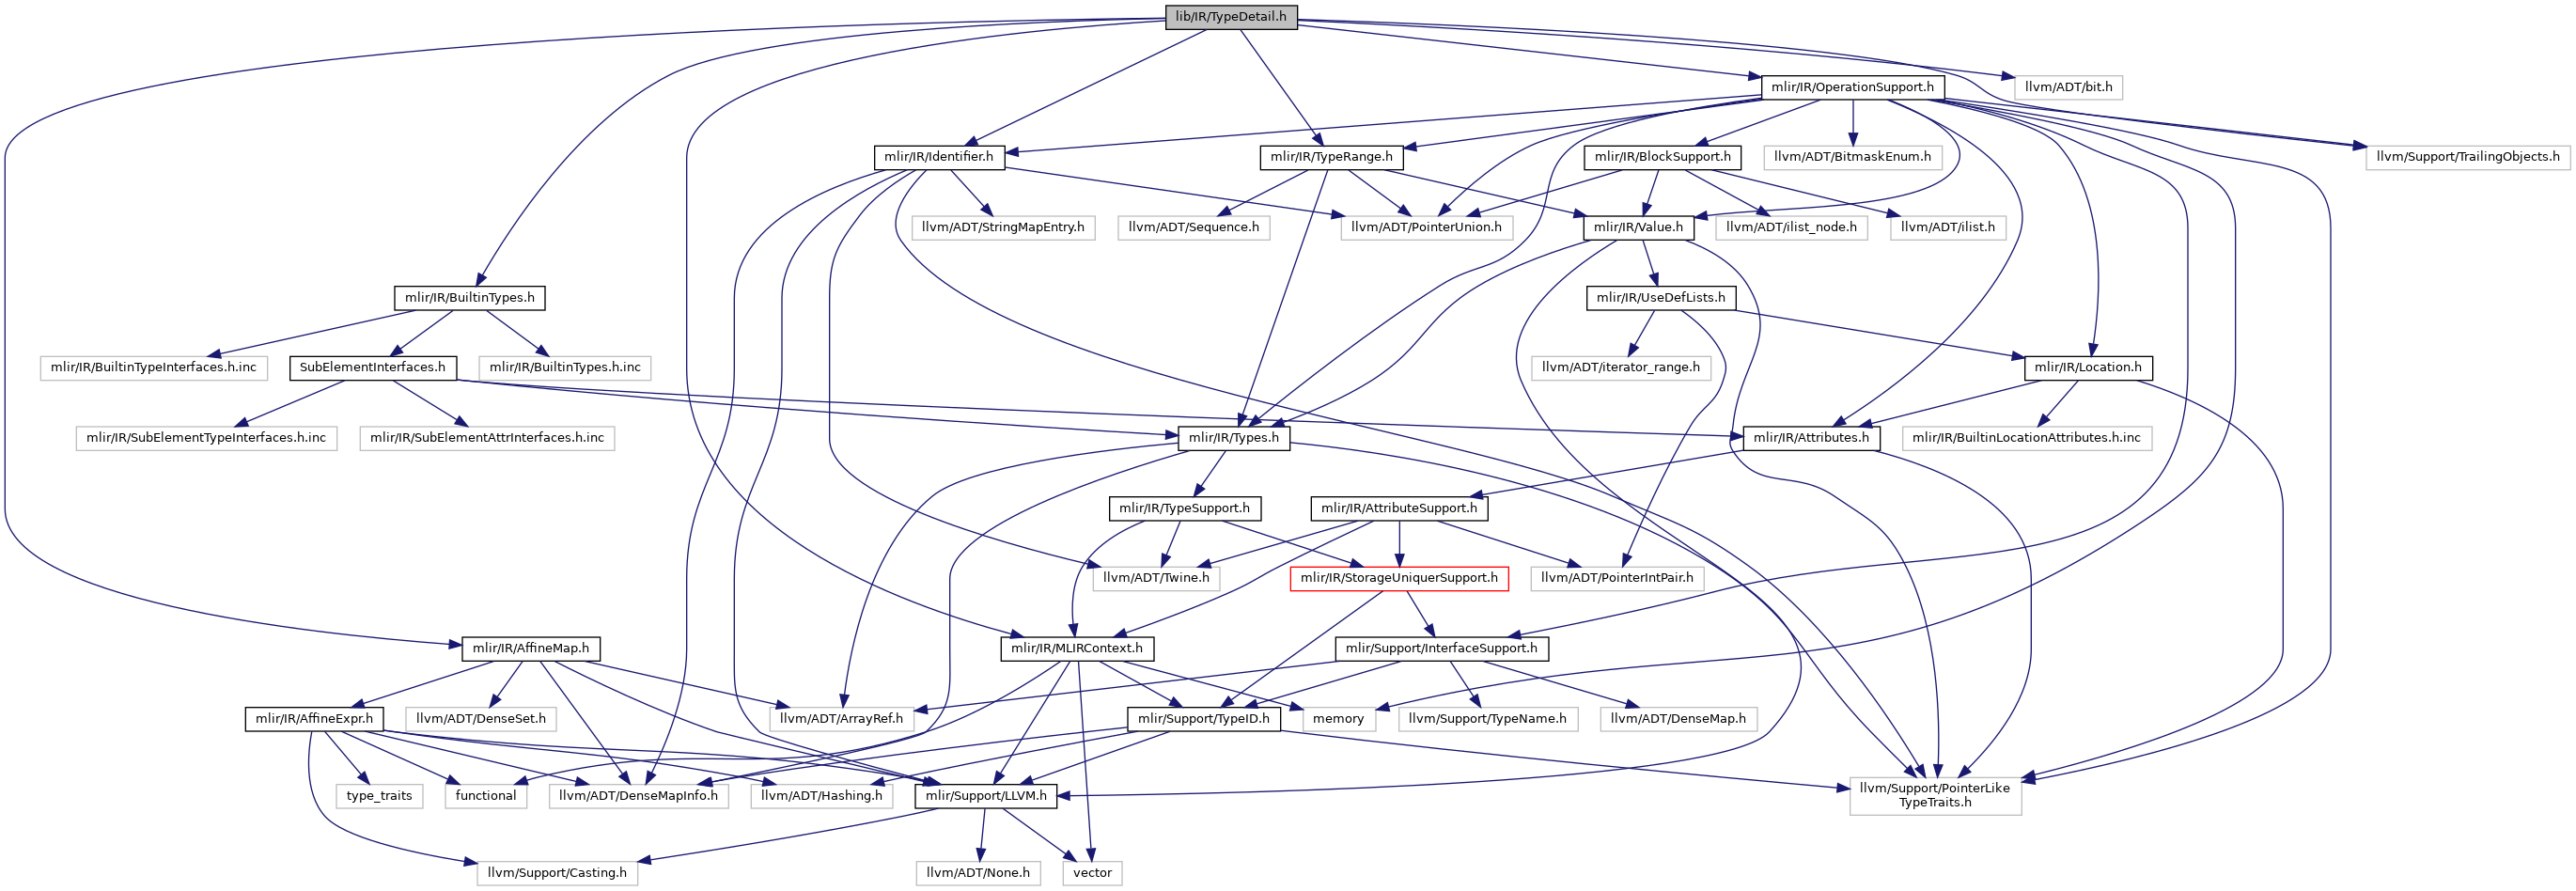 lib/IR/TypeDetail.h
mlir/IR/OperationSupport.h
llvm/ADT/bit.h
mlir/IR/Identifier.h
mlir/IR/TypeRange.h
mlir/IR/BlockSupport.h
llvm/ADT/BitmaskEnum.h
llvm/Support/TrailingObjects.h
llvm/ADT/StringMapEntry.h
llvm/ADT/Sequence.h
llvm/ADT/PointerUnion.h
mlir/IR/Value.h
llvm/ADT/ilist_node.h
llvm/ADT/ilist.h
mlir/IR/BuiltinTypes.h
mlir/IR/UseDefLists.h
mlir/IR/BuiltinTypeInterfaces.h.inc
SubElementInterfaces.h
mlir/IR/BuiltinTypes.h.inc
llvm/ADT/iterator_range.h
mlir/IR/Location.h
mlir/IR/SubElementTypeInterfaces.h.inc
mlir/IR/SubElementAttrInterfaces.h.inc
mlir/IR/Types.h
mlir/IR/Attributes.h
mlir/IR/BuiltinLocationAttributes.h.inc
mlir/IR/TypeSupport.h
mlir/IR/AttributeSupport.h
llvm/ADT/Twine.h
mlir/IR/StorageUniquerSupport.h
llvm/ADT/PointerIntPair.h
mlir/IR/AffineMap.h
mlir/IR/MLIRContext.h
mlir/Support/InterfaceSupport.h
mlir/IR/AffineExpr.h
llvm/ADT/DenseSet.h
llvm/ADT/ArrayRef.h
mlir/Support/TypeID.h
memory
llvm/Support/TypeName.h
llvm/ADT/DenseMap.h
type_traits
functional
llvm/ADT/DenseMapInfo.h
llvm/ADT/Hashing.h
mlir/Support/LLVM.h
llvm/Support/PointerLike
TypeTraits.h
llvm/Support/Casting.h
llvm/ADT/None.h
vector